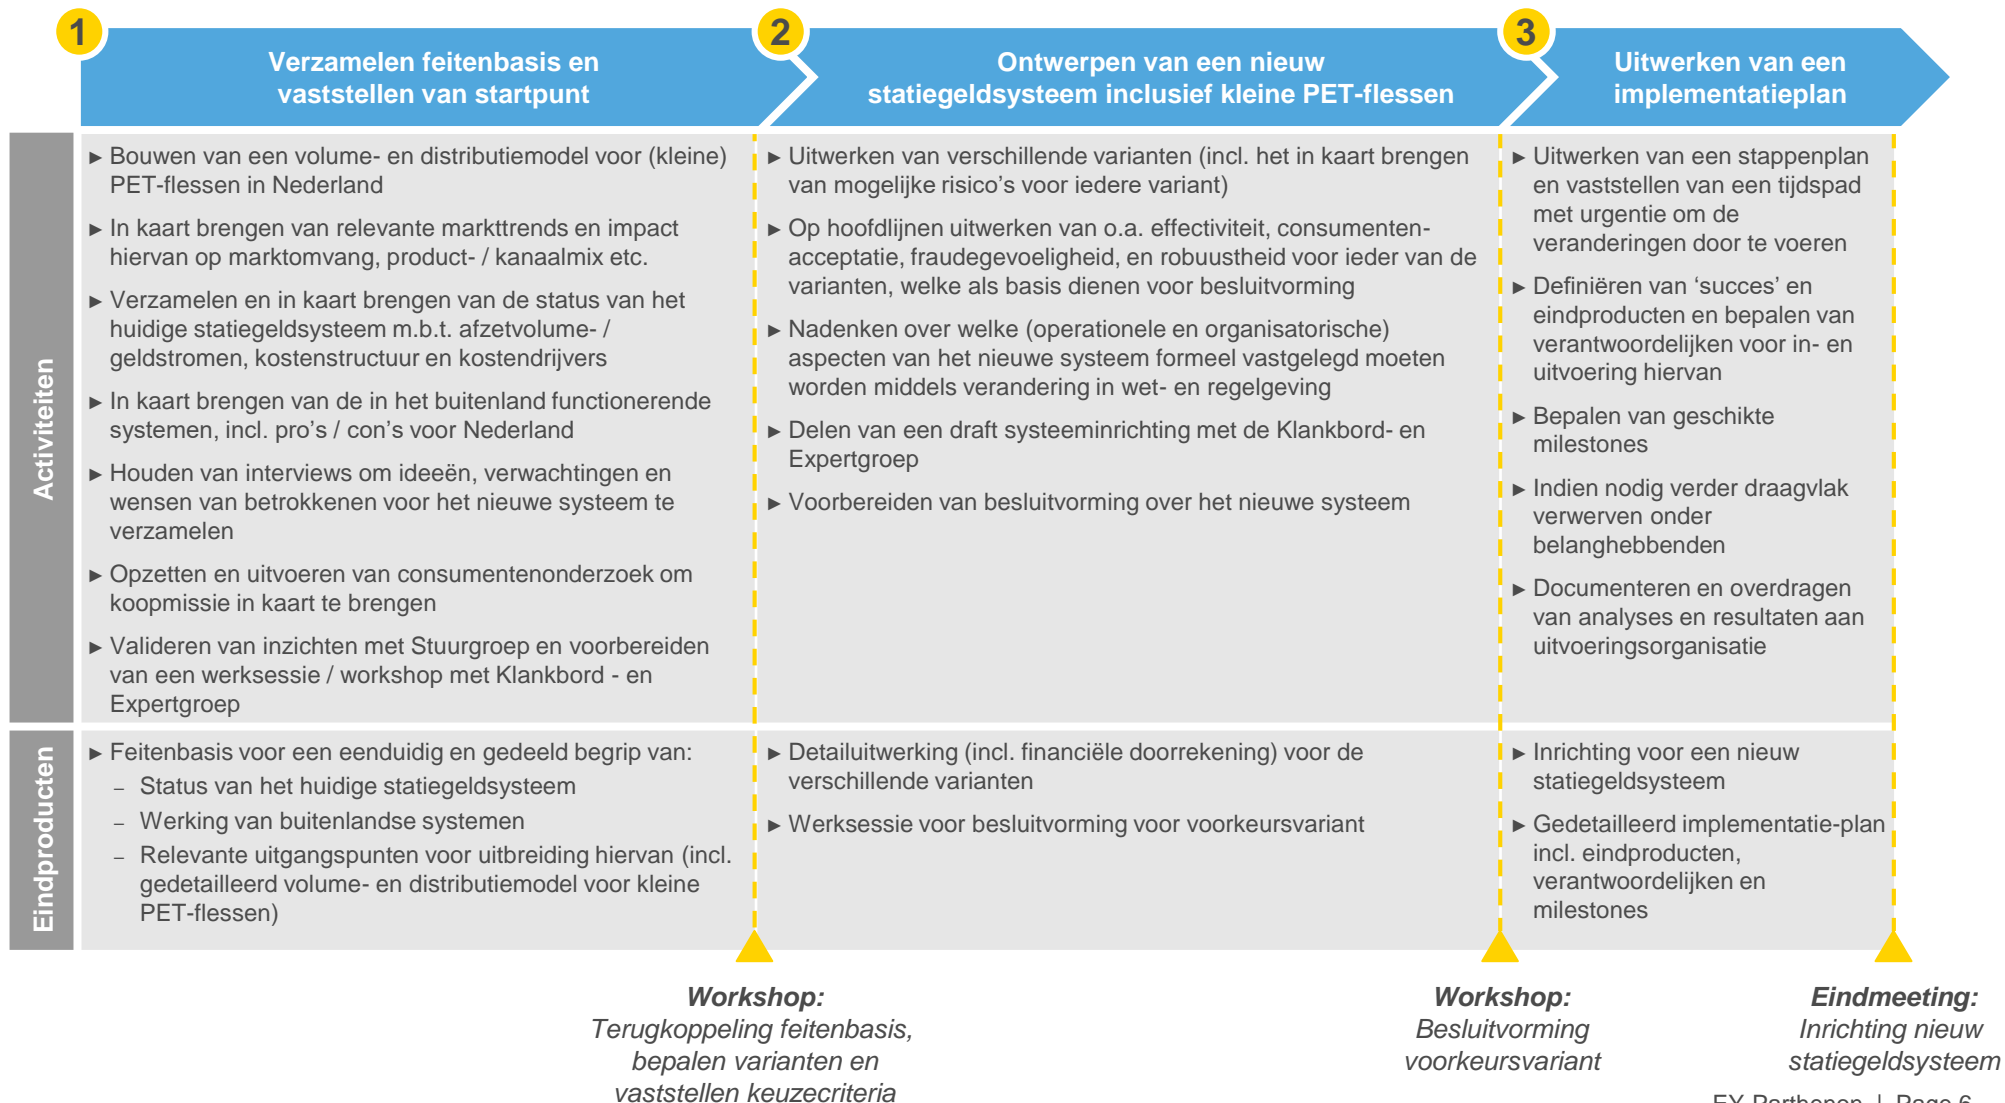 1
Verzamelen feitenbasis en
vaststellen van startpunt
2
Ontwerpen van een nieuw
statiegeldsysteem inclusief kleine PET-flessen
3
Uitwerken van een
implementatieplan
Activiteiten
► Bouwen van een volume- en distributiemodel voor (kleine)
PET-flessen in Nederland
► In kaart brengen van relevante markttrends en impact
hiervan op marktomvang, product- / kanaalmix etc.
► Verzamelen en in kaart brengen van de status van het
huidige statiegeldsysteem m.b.t. afzetvolume- /
geldstromen, kostenstructuur en kostendrijvers
► In kaart brengen van de in het buitenland functionerende
systemen, incl. pro's / con's voor Nederland
► Houden van interviews om ideeën, verwachtingen en
wensen van betrokkenen voor het nieuwe systeem te
verzamelen
► Opzetten en uitvoeren van consumentenonderzoek om
koopmissie in kaart te brengen
► Valideren van inzichten met Stuurgroep en voorbereiden
van een werksessie / workshop met Klankbord - en
Expertgroep
► Uitwerken van verschillende varianten (incl. het in kaart brengen
van mogelijke risico's voor iedere variant)
► Op hoofdlijnen uitwerken van o.a. effectiviteit, consumenten-
acceptatie, fraudegevoeligheid, en robuustheid voor ieder van de
varianten, welke als basis dienen voor besluitvorming
► Nadenken over welke (operationele en organisatorische)
aspecten van het nieuwe systeem formeel vastgelegd moeten
worden middels verandering in wet- en regelgeving
► Delen van een draft systeeminrichting met de Klankbord- en
Expertgroep
► Voorbereiden van besluitvorming over het nieuwe systeem
► Uitwerken van een stappenplan
en vaststellen van een tijdspad
met urgentie om de
veranderingen door te voeren
► Definiëren van 'succes' en
eindproducten en bepalen van
verantwoordelijken voor in- en
uitvoering hiervan
► Bepalen van geschikte
milestones
► Indien nodig verder draagvlak
verwerven onder
belanghebbenden
► Documenteren en overdragen
van analyses en resultaten aan
uitvoeringsorganisatie
Eindproducten
► Feitenbasis voor een eenduidig en gedeeld begrip van:
– Status van het huidige statiegeldsysteem
– Werking van buitenlandse systemen
– Relevante uitgangspunten voor uitbreiding hiervan (incl.
gedetailleerd volume- en distributiemodel voor kleine
PET-flessen)
► Detailuitwerking (incl. financiële doorrekening) voor de
verschillende varianten
► Werksessie voor besluitvorming voor voorkeursvariant
► Inrichting voor een nieuw
statiegeldsysteem
► Gedetailleerd implementatie-plan
incl. eindproducten,
verantwoordelijken en
milestones
Workshop:
Terugkoppeling feitenbasis,
bepalen varianten en
vaststellen keuzecriteria
Workshop:
Besluitvorming
voorkeursvariant
Eindmeeting:
Inrichting nieuw
statiegeldsysteem
EY-Parthenon | Page 6